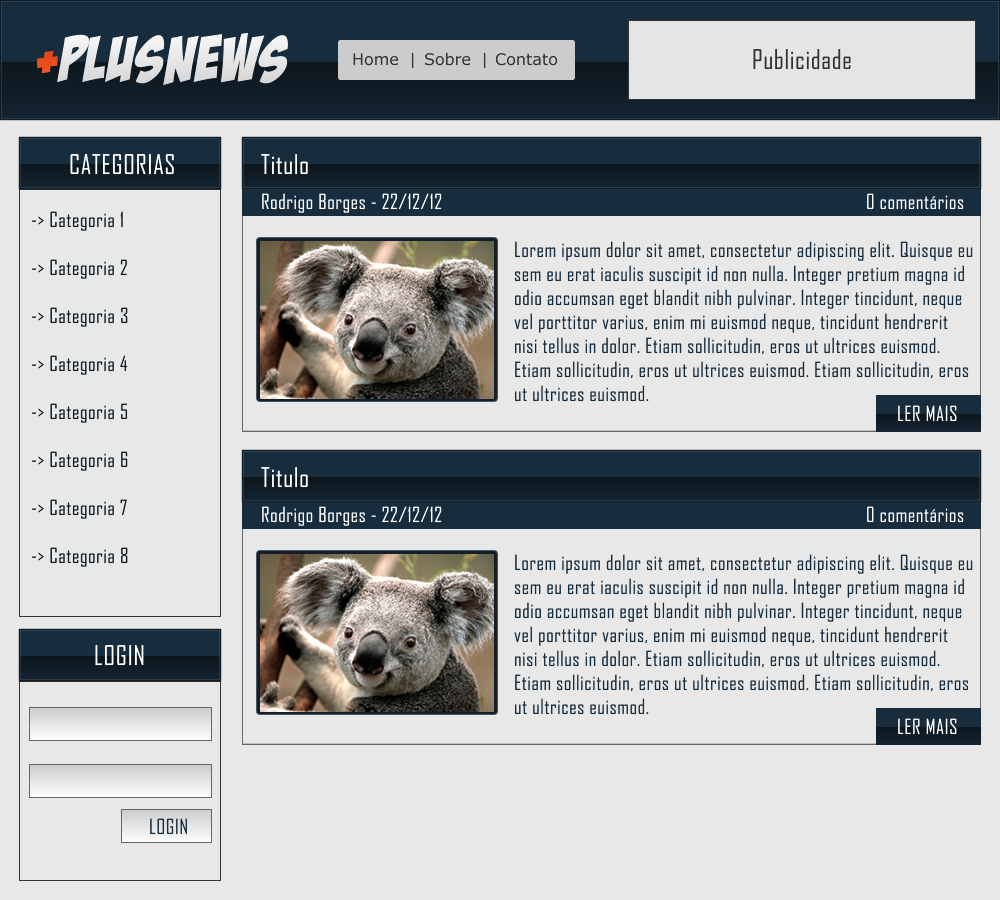 +PLUSNEWS
Home | Sobre | Contato
Publicidade
CATEGORIAS
-> Categoria 1
-> Categoria 2
-> Categoria 3
-> Categoria 4
-> Categoria 5
-> Categoria 6
-> Categoria 7
-> Categoria 8
LOGIN
LOGIN
Titulo
Rodrigo Borges - 22/12/12
0 comentários
Lorem ipsum dolor sit amet, consectetur adipiscing elit. Quisque eu
sem eu erat iaculis suscipit id non nulla. Integer pretium magna id
odio accumsan eget blandit nibh pulvinar. Integer tincidunt, neque
vel porttitor varius, enim mi euismod neque, tincidunt hendrerit
nisi tellus in dolor. Etiam sollicitudin, eros ut ultrices euismod.
Etiam sollicitudin, eros ut ultrices euismod. Etiam sollicitudin, eros
ut ultrices euismod.
LER MAIS
Titulo
Rodrigo Borges - 22/12/12
0 comentários
Lorem ipsum dolor sit amet, consectetur adipiscing elit. Quisque eu
sem eu erat iaculis suscipit id non nulla. Integer pretium magna id
odio accumsan eget blandit nibh pulvinar. Integer tincidunt, neque
vel porttitor varius, enim mi euismod neque, tincidunt hendrerit
nisi tellus in dolor. Etiam sollicitudin, eros ut ultrices euismod.
Etiam sollicitudin, eros ut ultrices euismod. Etiam sollicitudin, eros
ut ultrices euismod.
LER MAIS